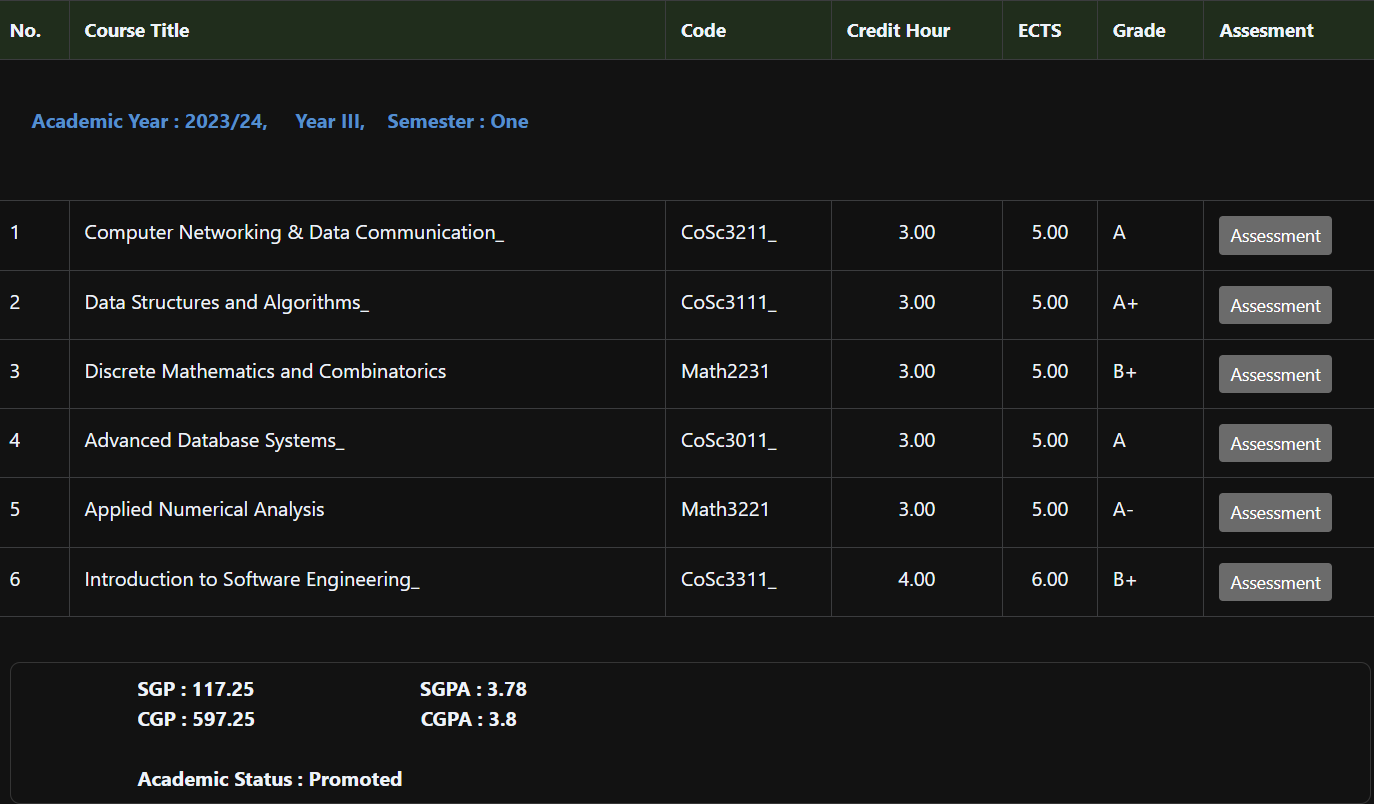 No. Course Title Code Credit Hour ECTS Grade Assesment
Academic Year : 2023/24, Year III, Semester : One
1 Computer Networking & Data Communication_ CoSc3211_ 3.00 5.00 A Assessment
2 Data Structures and Algorithms_ CoSc3111_ 3.00 5.00 A+ Assessment
3 Discrete Mathematics and Combinatorics Math2231 3.00 5.00 B+ Assessment
4 Advanced Database Systems_ CoSc3011_ 3.00 5.00 A Assessment
5 Applied Numerical Analysis Math3221 3.00 5.00 A- Assessment
6 Introduction to Software Engineering_ CoSc3311_ 4.00 6.00 B+ Assessment
SGP : 117.25 SGPA : 3.78
CGP : 597.25 CGPA : 3.8
Academic Status : Promoted